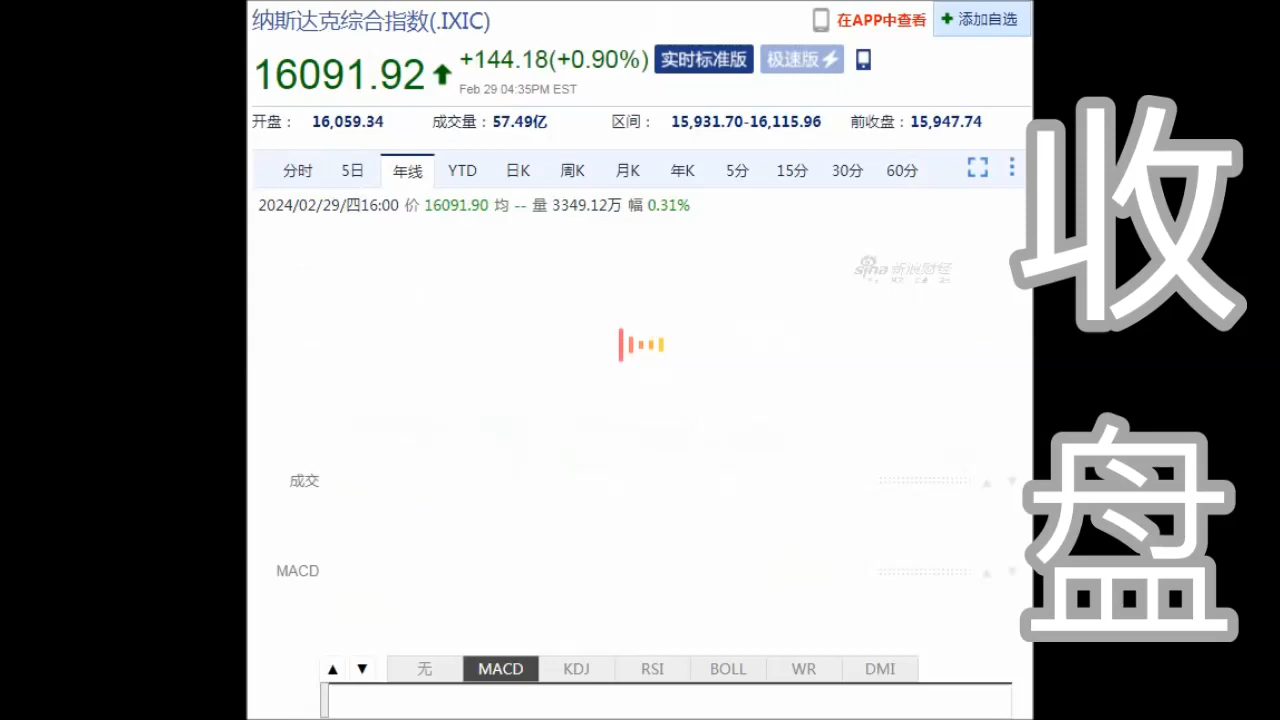 纳斯达克综合指数(.IXIC)
在APP中查看
+ 添加自选
16091.92
+144.18(+0.90%)
实时标准版
极速版
Feb 29 04:35PM EST
开盘： 16,059.34 成交量：57.49亿 区间： 15,931.70-16,115.96 前收盘：15,947.74
分时 5日 年线 YTD 日K 周K 月K 年K 5分 15分 30分 60分
2024/02/29/四16:00 价 16091.90 均 -- 量 3349.12万 幅 0.31%
sina 新浪财经
成交
MACD
▲ ▼ 无 MACD KDJ RSI BOLL WR DMI
收
盘